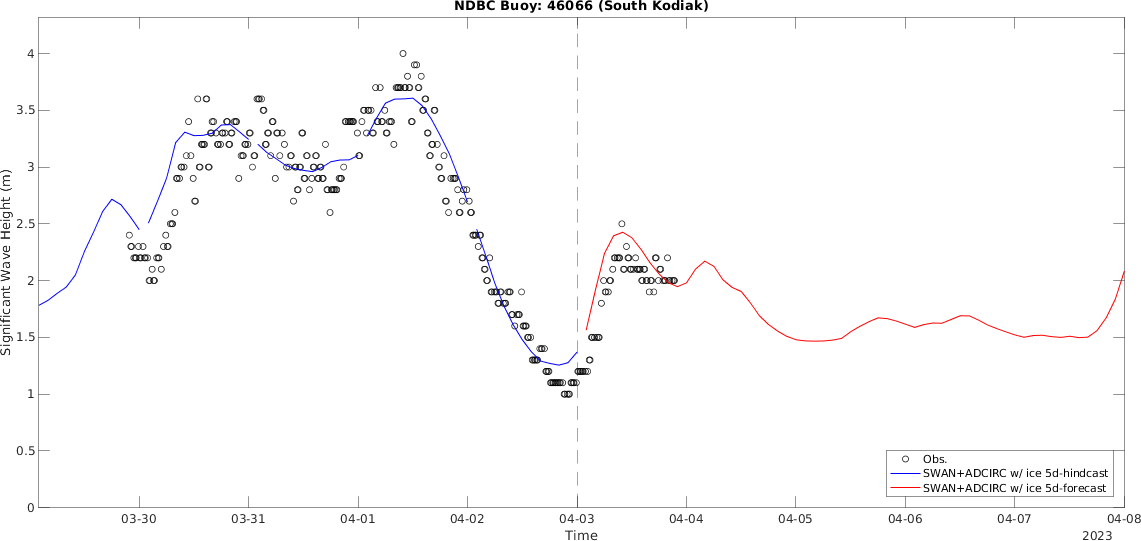 NDBC Buoy: 46066 (South Kodiak)
Significant Wave Height (m)
4
3.5
3
2.5
2
1.5
1
0.5
0
Obs.
SWAN+ADCIRC w/ ice 5d-hindcast
SWAN+ADCIRC w/ ice 5d-forecast
03-30 03-31 04-01 04-02 04-03 04-04 04-05 04-06 04-07 04-08
Time
2023